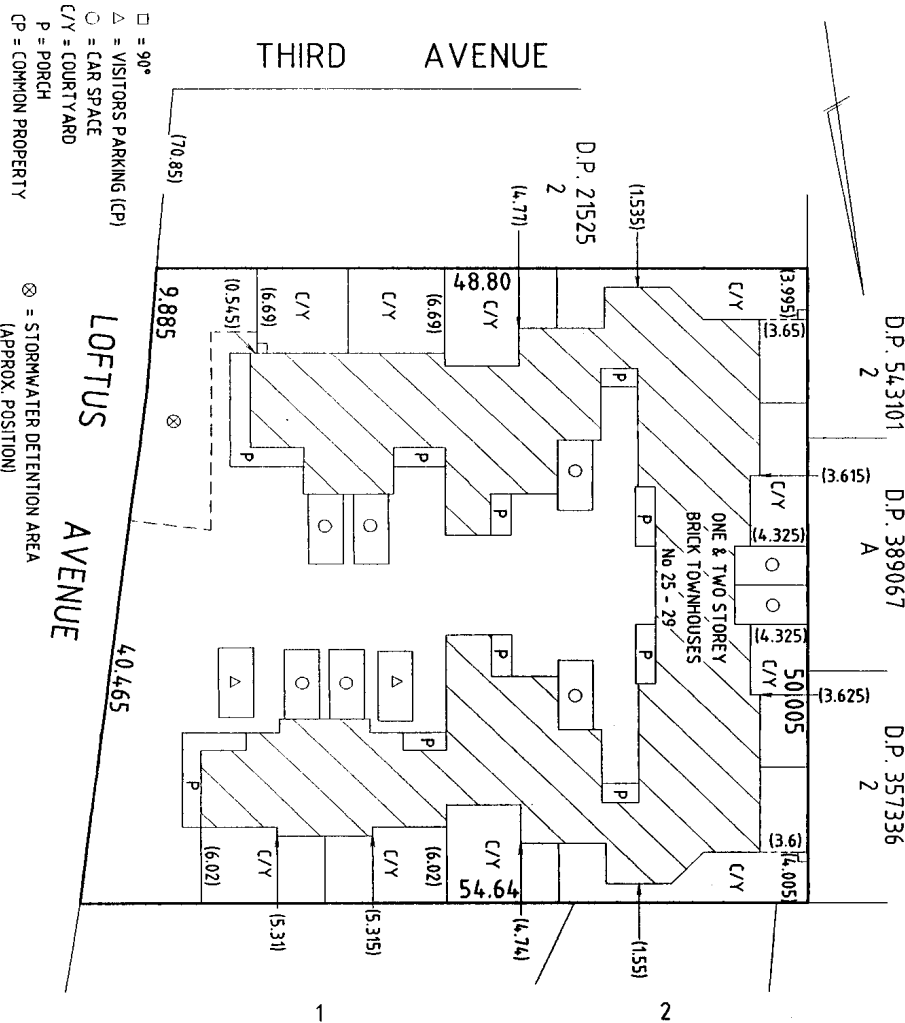 THIRD AVENUE
□ = 90°
△ = VISITORS PARKING (CP)
○ = CAR SPACE
C/Y = COURTYARD
P = PORCH
CP = COMMON PROPERTY
⊗ = STORMWATER DETENTION AREA
(APPROX. POSITION)
(70.85)
LOFTUS AVENUE
9.885
40.465
⊗
D.P. 21525
2
D.P. 543101
2
D.P. 389067
A
D.P. 357336
2
(4.77)
(1.535)
(3.995)
(3.65)
(3.615)
(4.325)
(4.325)
(3.625)
50.005
(3.6)
(4.005)
48.80
(0.545)
(6.69)
(6.69)
C/Y
C/Y
C/Y
C/Y
C/Y
C/Y
C/Y
C/Y
C/Y
C/Y
P
P
P
P
P
P
P
P
P
P
ONE & TWO STOREY
BRICK TOWNHOUSES
No 25 - 29
(6.02)
(6.02)
54.64
(5.31)
(5.315)
(4.74)
(1.55)
1
2